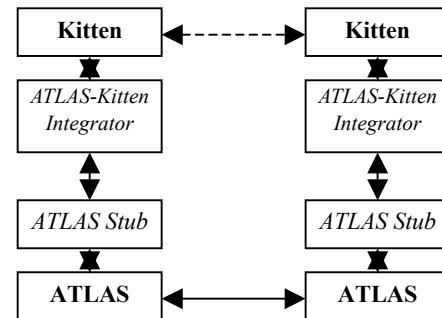 Kitten Kitten
ATLAS-Kitten ATLAS-Kitten
Integrator Integrator
ATLAS Stub ATLAS Stub
ATLAS ATLAS